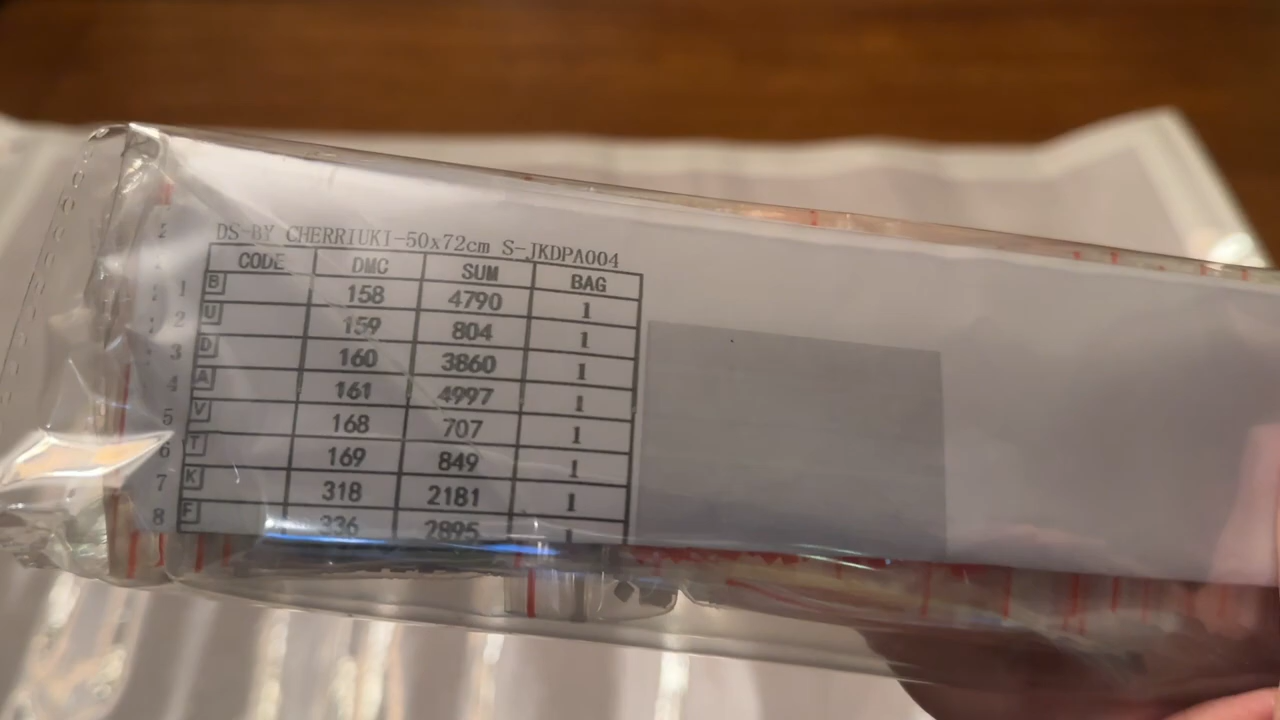 DS-BY CHERRIUKI-50x72cm S-JKDPA004
CODE DMC SUM BAG
1 B 158 4790 1
2 U 159 804 1
3 D 160 3860 1
4 A 161 4997 1
5 V 168 707 1
6 T 169 849 1
7 K 318 2181 1
8 F 336 2895 1